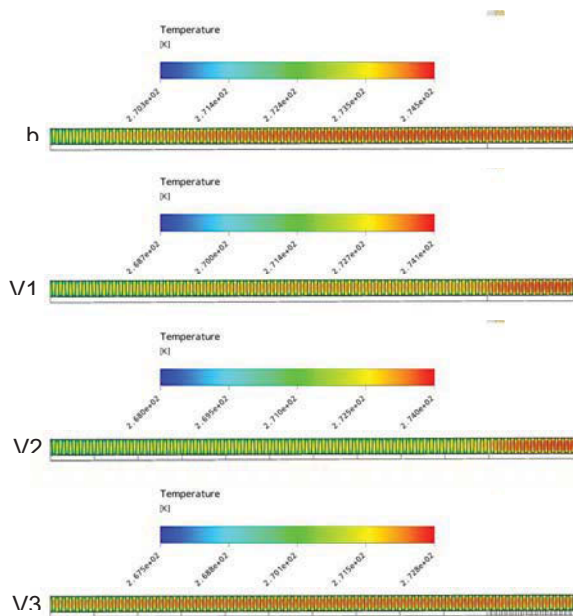 Temperature
[K]
2.703e+02
2.714e+02
2.724e+02
2.735e+02
2.745e+02
b
Temperature
[K]
2.687e+02
2.700e+02
2.714e+02
2.727e+02
2.741e+02
V1
Temperature
[K]
2.680e+02
2.695e+02
2.710e+02
2.725e+02
2.740e+02
V2
Temperature
[K]
2.675e+02
2.688e+02
2.701e+02
2.715e+02
2.728e+02
V3